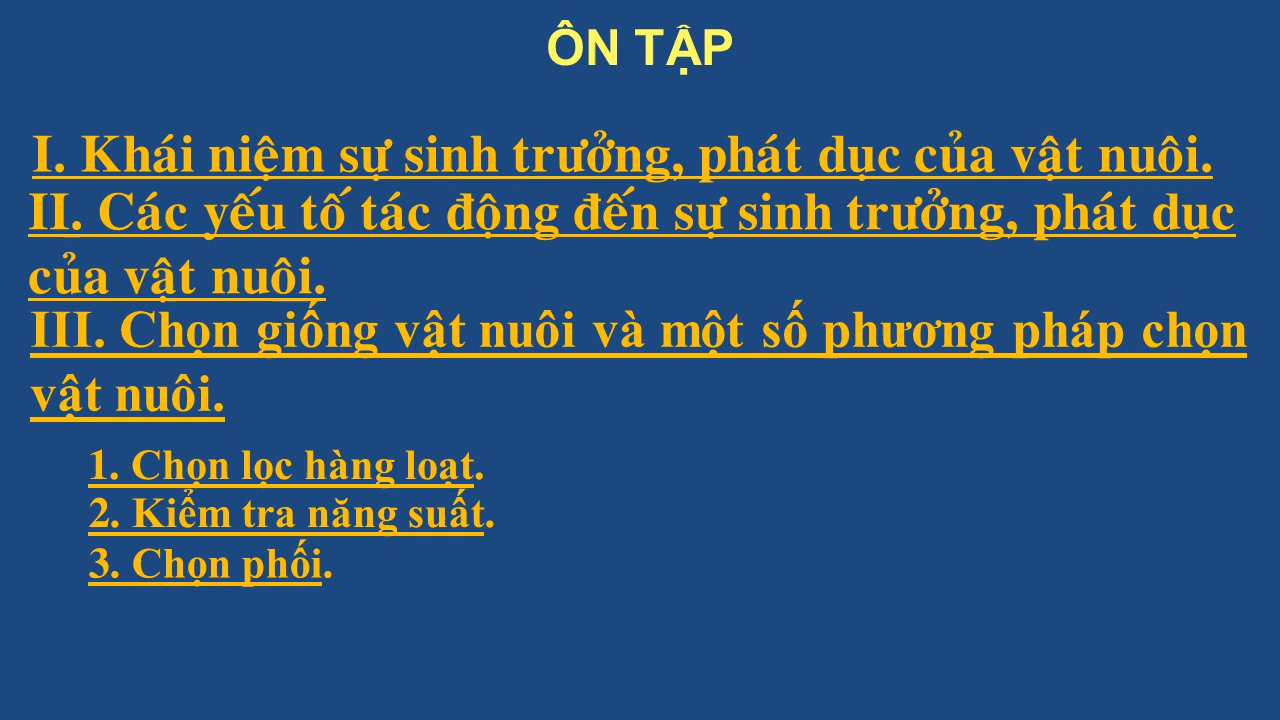 ÔN TẬP
I. Khái niệm sự sinh trưởng, phát dục của vật nuôi.
II. Các yếu tố tác động đến sự sinh trưởng, phát dục
của vật nuôi.
III. Chọn giống vật nuôi và một số phương pháp chọn
vật nuôi.
1. Chọn lọc hàng loạt.
2. Kiểm tra năng suất.
3. Chọn phối.